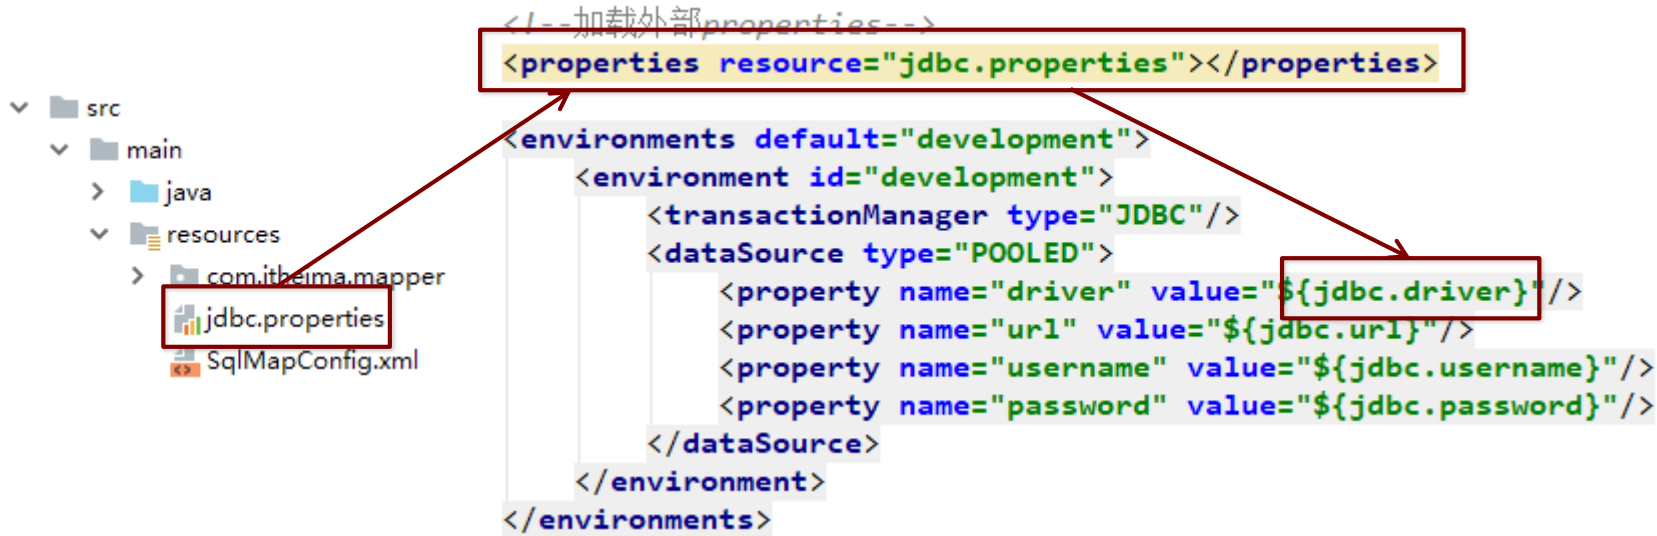 <!--加载外部properties-->
<properties resource="jdbc.properties"></properties>
src
main
java
resources
com.itheima.mapper
jdbc.properties
SqlMapConfig.xml
<environments default="development">
<environment id="development">
<transactionManager type="JDBC"/>
<dataSource type="POOLED">
<property name="driver" value="${jdbc.driver}"/>
<property name="url" value="${jdbc.url}"/>
<property name="username" value="${jdbc.username}"/>
<property name="password" value="${jdbc.password}"/>
</dataSource>
</environment>
</environments>